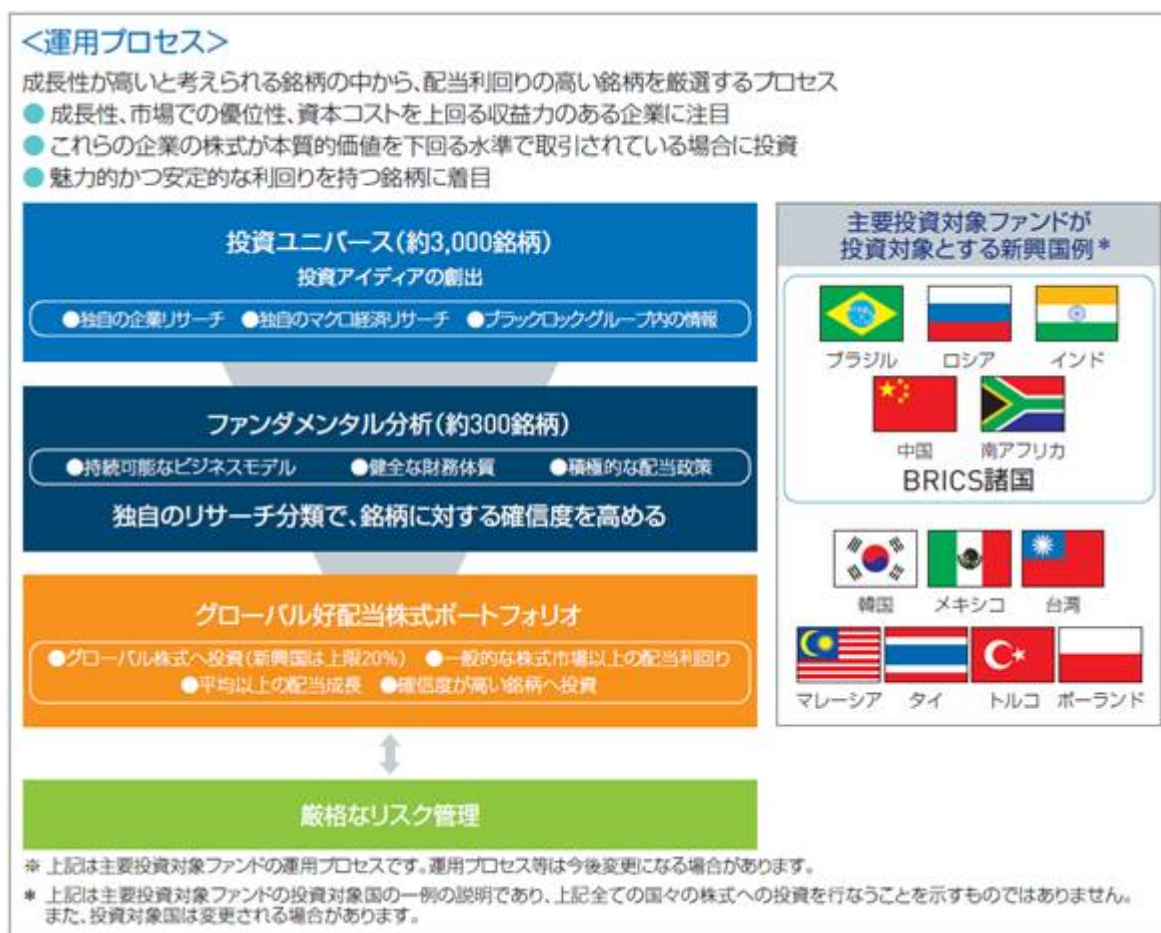 ＜運用プロセス＞
成長性が高いと考えられる銘柄の中から、配当利回りの高い銘柄を厳選するプロセス
● 成長性、市場での優位性、資本コストを上回る収益力のある企業に注目
● これらの企業の株式が本質的価値を下回る水準で取引されている場合に投資
● 魅力的かつ安定的な利回りを持つ銘柄に着目
投資ユニバース（約3,000銘柄）
投資アイディアの創出
●独自の企業リサーチ ●独自のマクロ経済リサーチ ●ブラックロック・グループ内の情報
ファンダメンタル分析（約300銘柄）
●持続可能なビジネスモデル ●健全な財務体質 ●積極的な配当政策
独自のリサーチ分類で、銘柄に対する確信度を高める
グローバル好配当株式ポートフォリオ
●グローバル株式へ投資（新興国は上限20%） ●一般的な株式市場以上の配当利回り
●平均以上の配当成長 ●確信度が高い銘柄へ投資
厳格なリスク管理
主要投資対象ファンドが
投資対象とする新興国例＊
ブラジル ロシア インド
中国 南アフリカ
BRICS諸国
韓国 メキシコ 台湾
マレーシア タイ トルコ ポーランド
※ 上記は主要投資対象ファンドの運用プロセスです。運用プロセス等は今後変更になる場合があります。
＊ 上記は主要投資対象ファンドの投資対象国の一例の説明であり、上記全ての国々の株式への投資を行なうことを示すものではありません。
また、投資対象国は変更される場合があります。